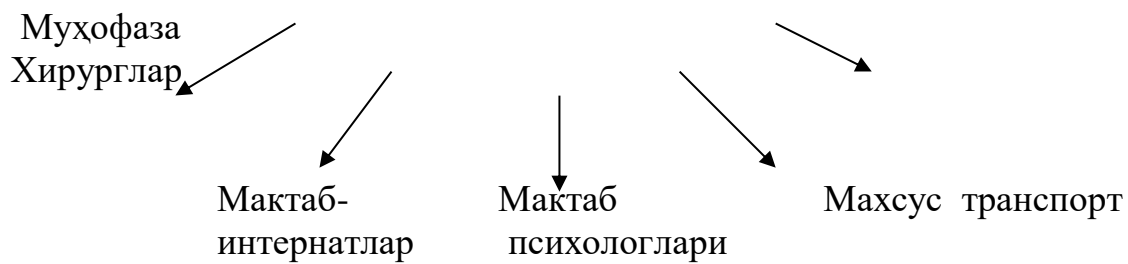 Муҳофаза
Хирурглар
Мактаб- Мактаб Махсус транспорт
интернатлар психологлари